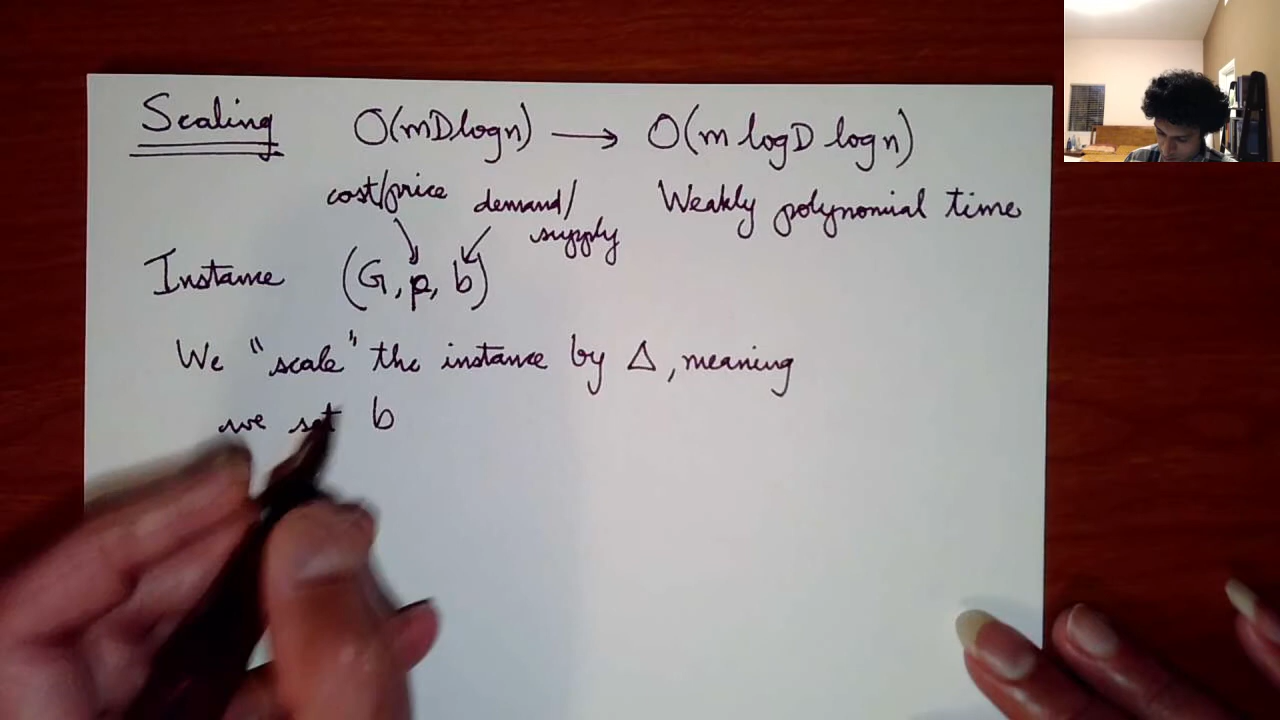 Scaling O(mDlogn) → O(m logD logn)
cost/price demand/supply Weakly polynomial time
Instance (G, p, b)
We "scale" the instance by Δ, meaning
we set b